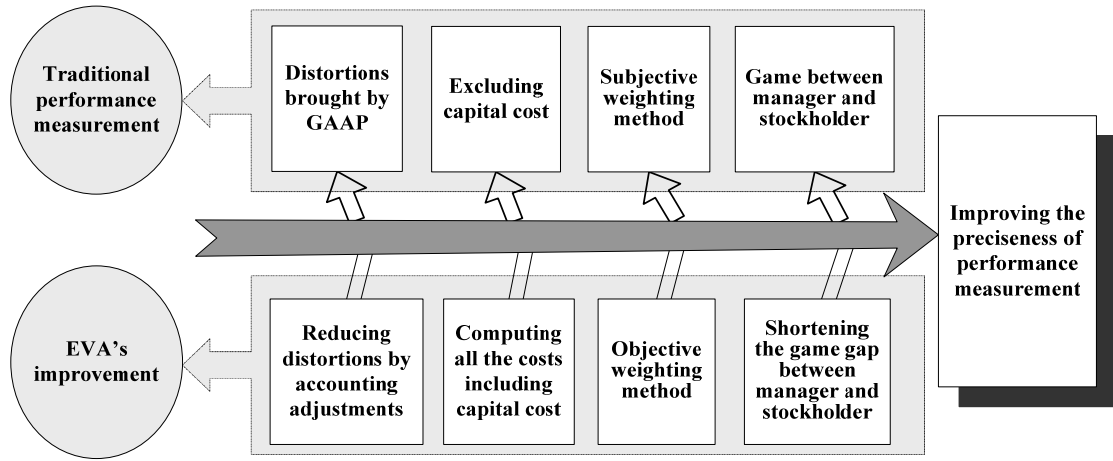 Traditional
performance
measurement
Distortions
brought by
GAAP
Excluding
capital cost
Subjective
weighting
method
Game between
manager and
stockholder
Improving the
preciseness of
performance
measurement
EVA's
improvement
Reducing
distortions by
accounting
adjustments
Computing
all the costs
including
capital cost
Objective
weighting
method
Shortening
the game gap
between
manager and
stockholder